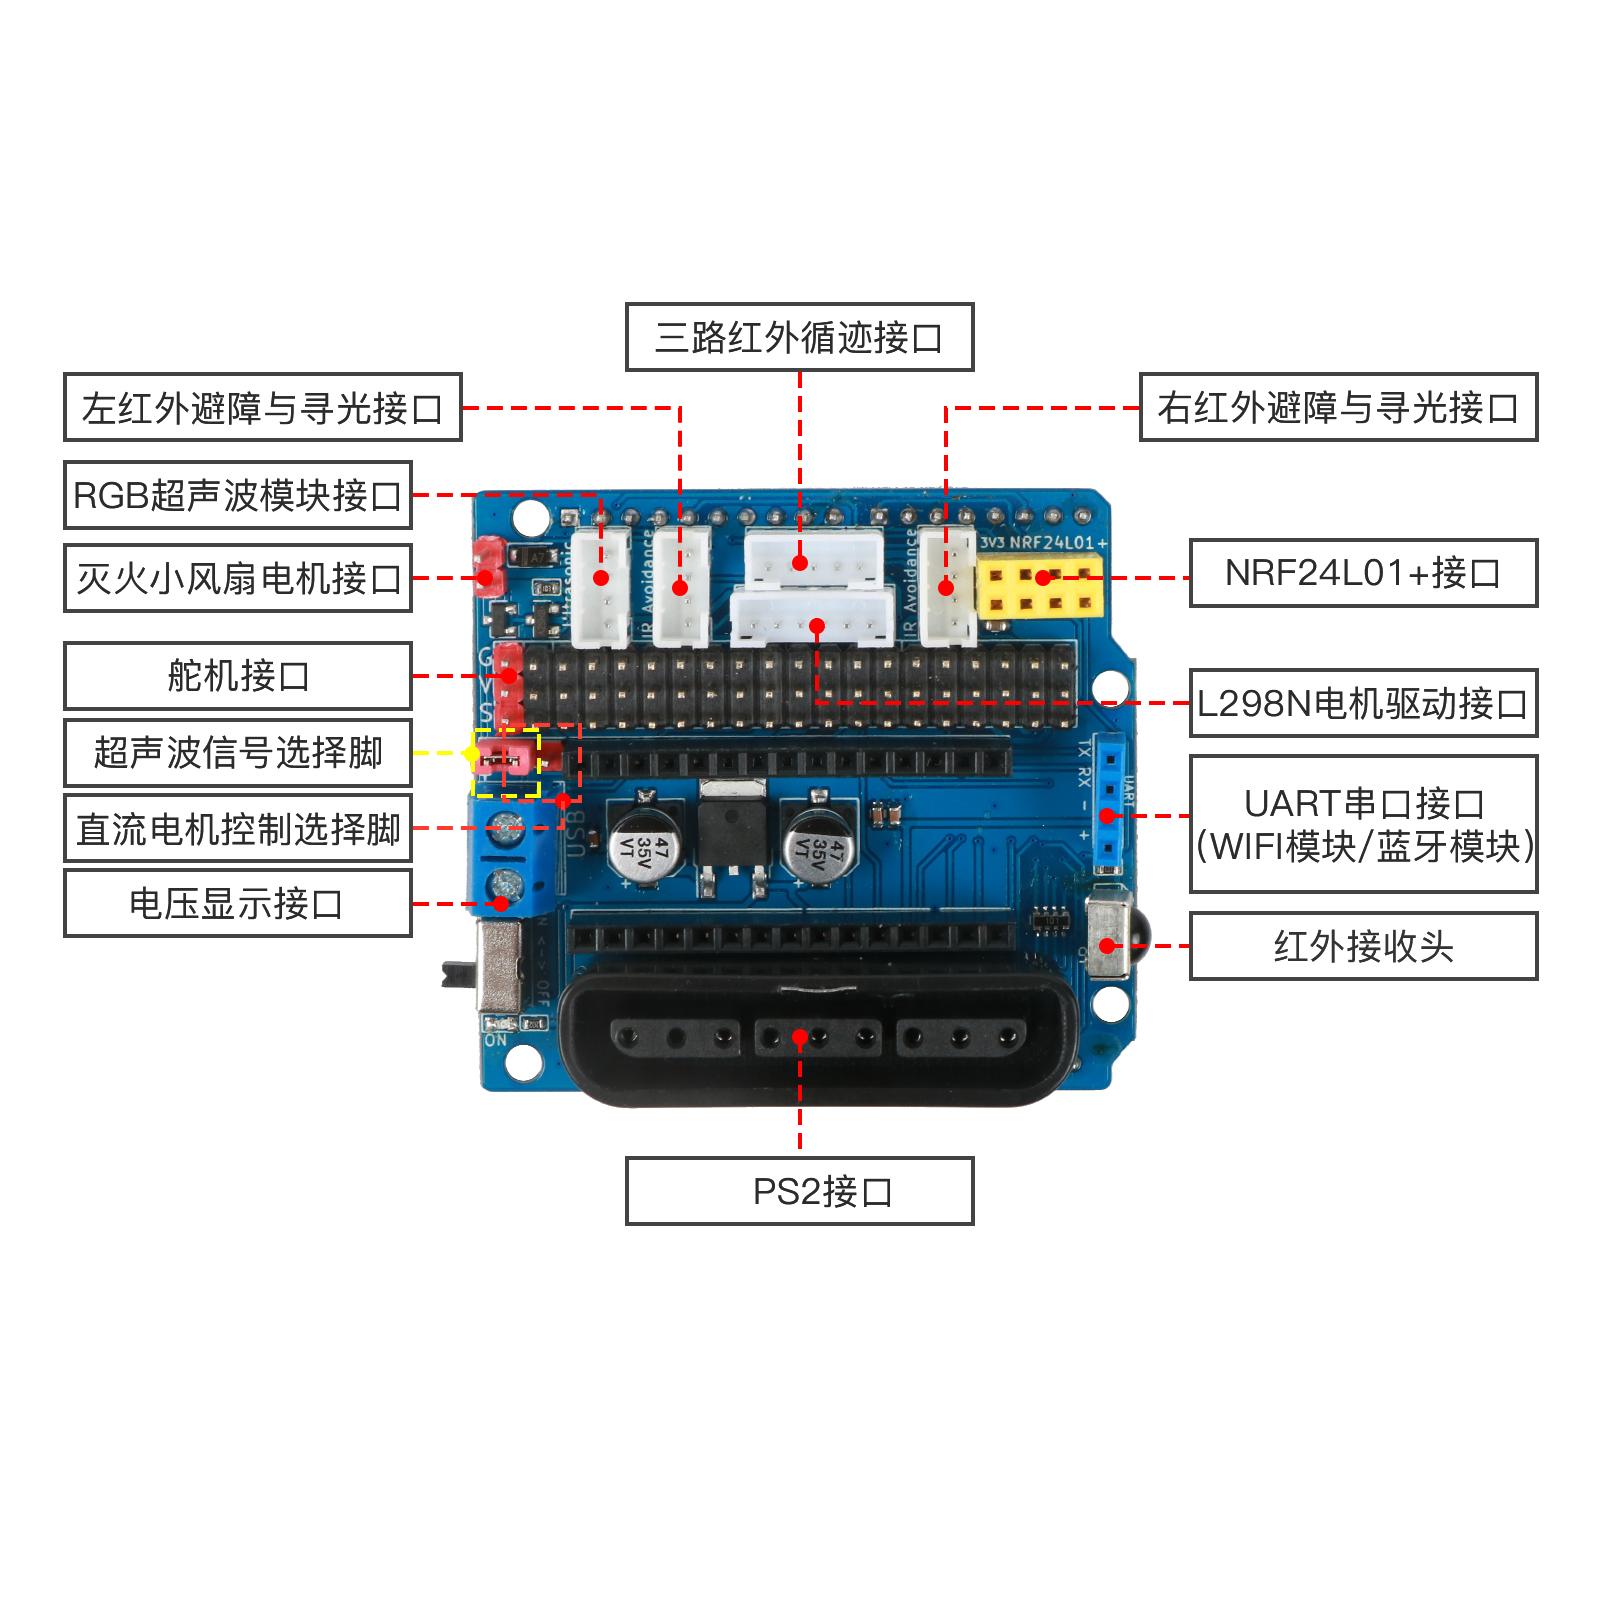 三路红外循迹接口
左红外避障与寻光接口
右红外避障与寻光接口
RGB超声波模块接口
灭火小风扇电机接口
NRF24L01+接口
舵机接口
L298N电机驱动接口
超声波信号选择脚
直流电机控制选择脚
UART串口接口
(WIFI模块/蓝牙模块)
电压显示接口
红外接收头
PS2接口
Ultrasonic
IR Avoidance
IR Avoidance
3V3 NRF24L01+
G
V
S
TX RX - +
UART
USB
47
35V
VT
47
35V
VT
+
+
OFF
ON